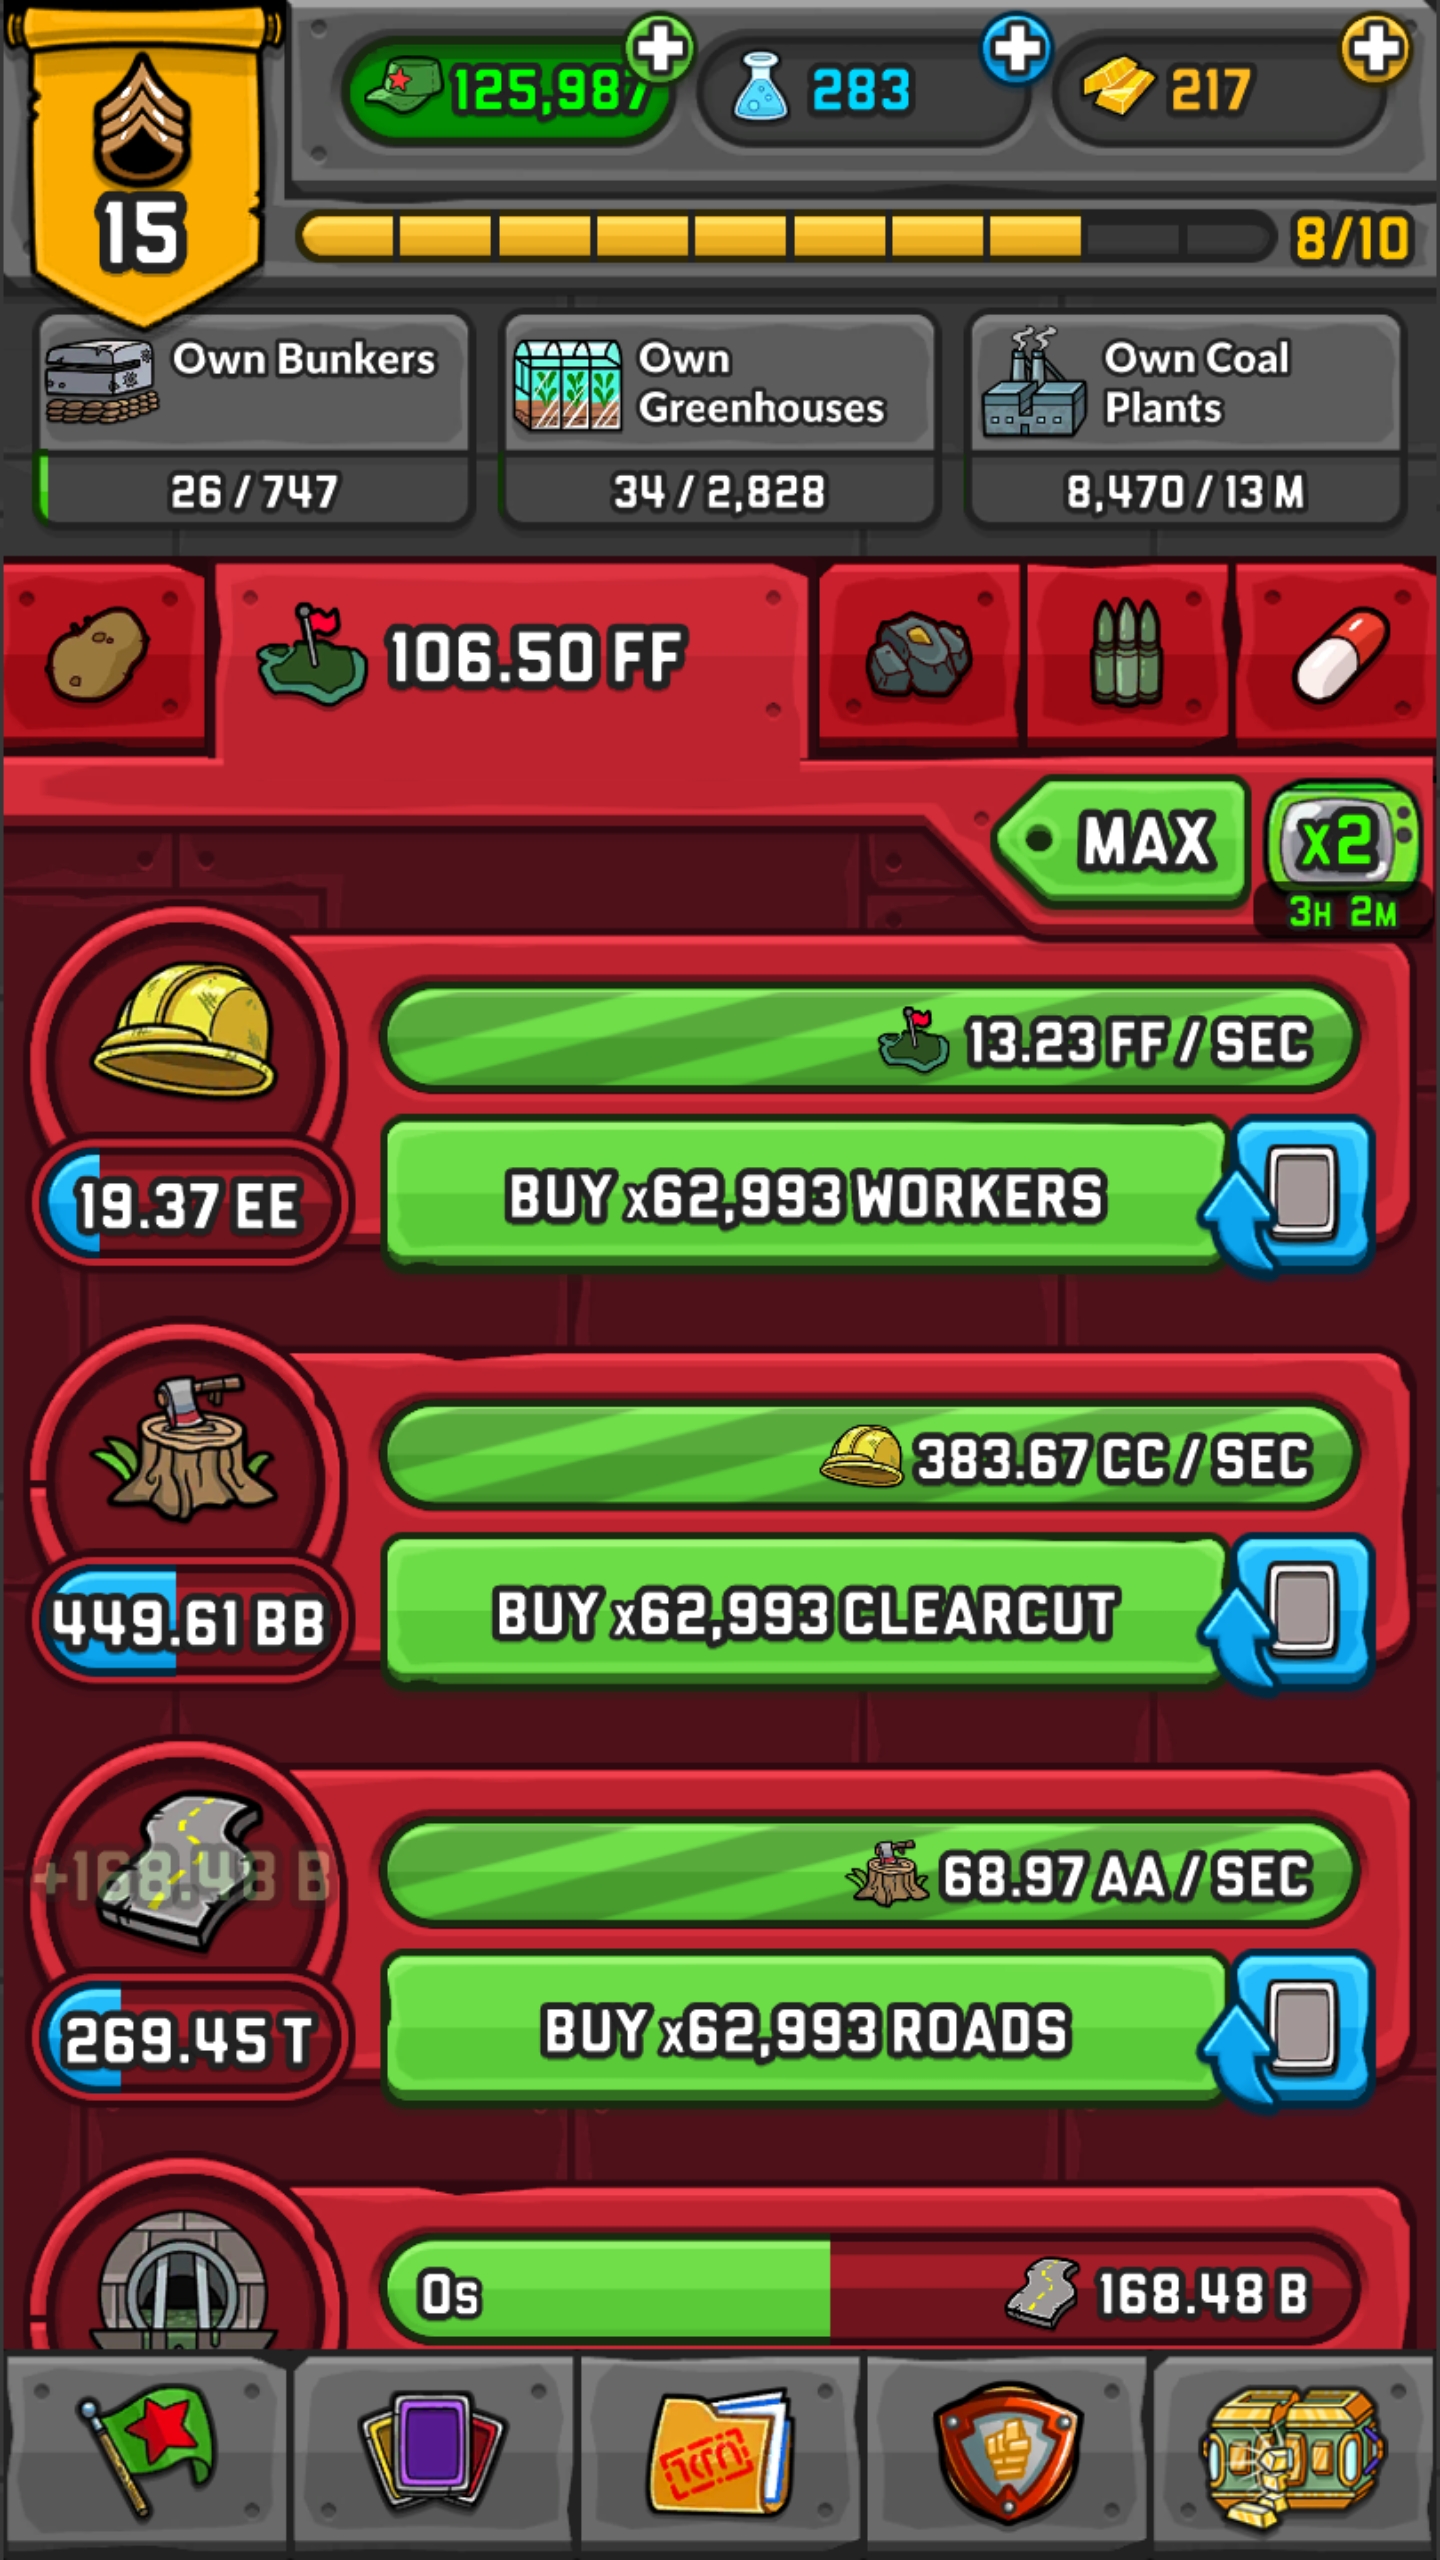 125,987
283
217
15
8/10
Own Bunkers
26 / 747
Own
Greenhouses
34 / 2,828
Own Coal
Plants
8,470 / 13 M
106.50 FF
MAX
x2
3H 2M
13.23 FF / SEC
19.37 EE
BUY x62,993 WORKERS
383.67 CC / SEC
449.61 BB
BUY x62,993 CLEARCUT
+168.48 B
68.97 AA / SEC
269.45 T
BUY x62,993 ROADS
0s
168.48 B